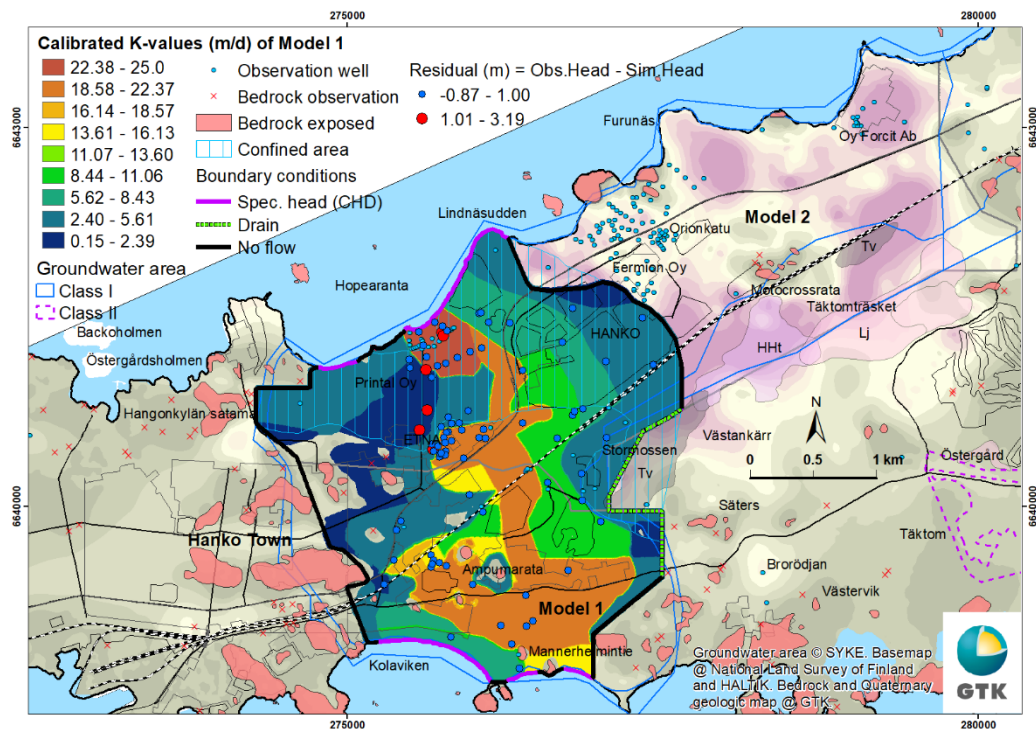 275000
280000
Calibrated K-values (m/d) of Model 1
22.38 - 25.0
18.58 - 22.37
16.14 - 18.57
13.61 - 16.13
11.07 - 13.60
8.44 - 11.06
5.62 - 8.43
2.40 - 5.61
0.15 - 2.39
Groundwater area
Class I
Class II
Observation well
Bedrock observation
Bedrock exposed
Confined area
Boundary conditions
Spec. head (CHD)
Drain
No flow
Residual (m) = Obs.Head - Sim.Head
-0.87 - 1.00
1.01 - 3.19
6643000
6643000
Furunäs
Oy Forcit Ab
Lindnäsudden
Model 2
Orionkatu
Tv
Fermion Oy
Hopearanta
Motocrossrata
Täktomträsket
Backoholmen
HANKO
Lj
HHt
Östergårdsholmen
Printal Oy
Hangonkylän satama
N
ETNA
Västankärr
Stormossen
0 0.5 1 km
Östergård
Tv
6640000
6640000
Säters
Täktom
Hanko Town
Ampumarata
Brorödjan
Västervik
Model 1
Mannerheimintie
Kolaviken
Groundwater area © SYKE. Basemap
@ National Land Survey of Finland
and HALTIK. Bedrock and Quaternary
geologic map @ GTK.
GTK
275000
280000